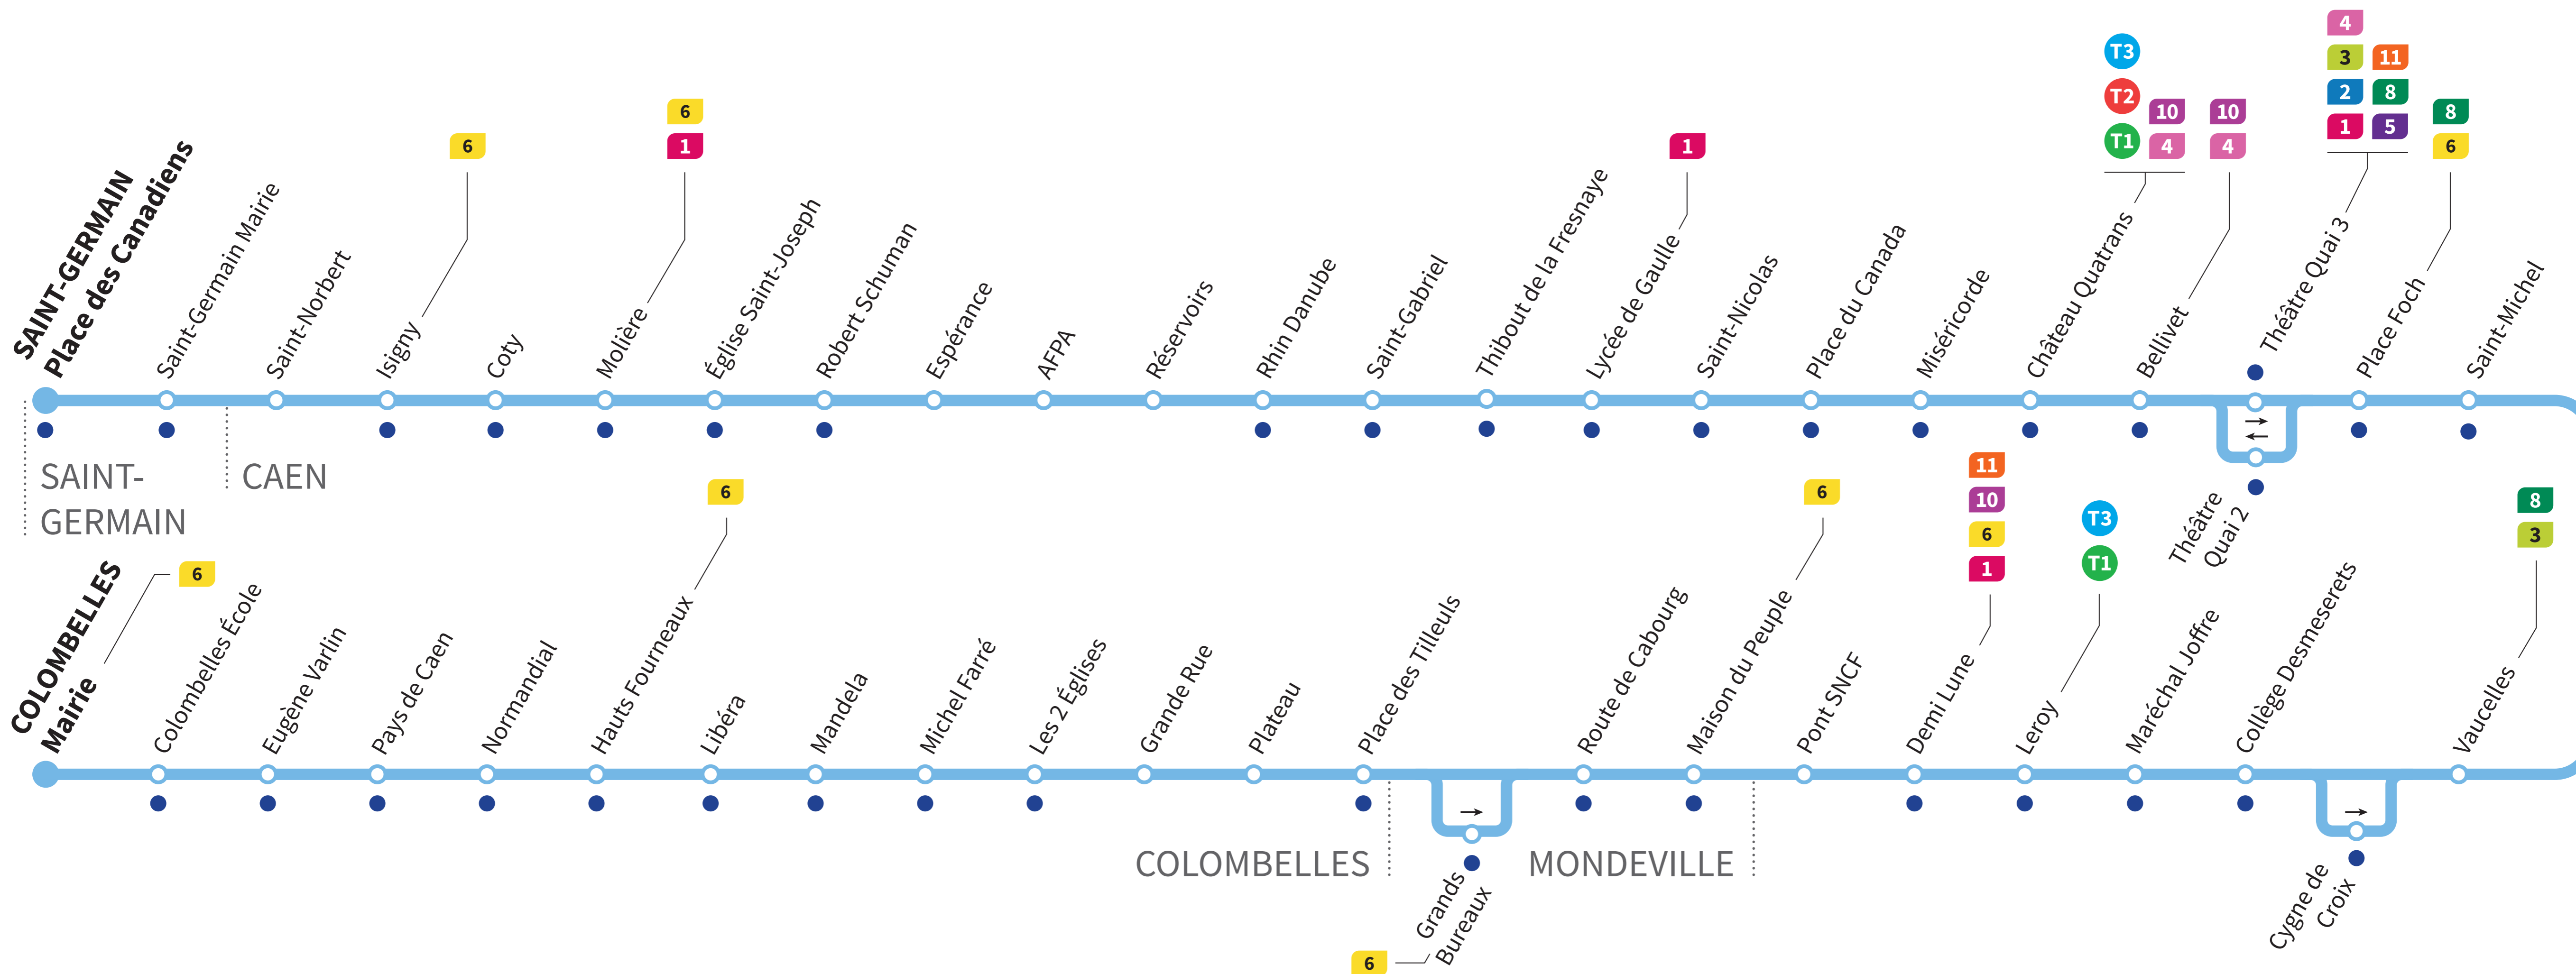 SAINT-GERMAIN
Place des Canadiens
Saint-Germain Mairie
Saint-Norbert
Isigny
6
Coty
Molière
6
1
Église Saint-Joseph
Robert Schuman
Espérance
AFPA
Réservoirs
Rhin Danube
Saint-Gabriel
Thibout de la Fresnaye
Lycée de Gaulle
1
Saint-Nicolas
Place du Canada
Miséricorde
Château Quatrans
T3
T2 10
T1 4
Bellivet
10
4
Théâtre Quai 3
4
3 11
2 8
1 5
Théâtre
Quai 2
Place Foch
8
6
Saint-Michel
SAINT-
GERMAIN
CAEN
COLOMBELLES
Mairie
6
Colombelles École
Eugène Varlin
Pays de Caen
Normandial
Hauts Fourneaux
6
Libéra
Mandela
Michel Farré
Les 2 Églises
Grande Rue
Plateau
Place des Tilleuls
Grands
Bureaux
6
Route de Cabourg
Maison du Peuple
6
Pont SNCF
Demi Lune
11
10
6
1
Leroy
T3
T1
Maréchal Joffre
Collège Desmeserets
Cygne de
Croix
Vaucelles
8
3
COLOMBELLES
MONDEVILLE